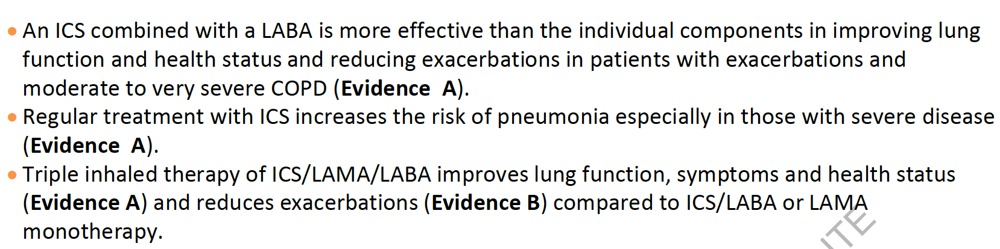 • An ICS combined with a LABA is more effective than the individual components in improving lung
function and health status and reducing exacerbations in patients with exacerbations and
moderate to very severe COPD (Evidence  A).
• Regular treatment with ICS increases the risk of pneumonia especially in those with severe disease
(Evidence  A).
• Triple inhaled therapy of ICS/LAMA/LABA improves lung function, symptoms and health status
(Evidence A) and reduces exacerbations (Evidence B) compared to ICS/LABA or LAMA
monotherapy.